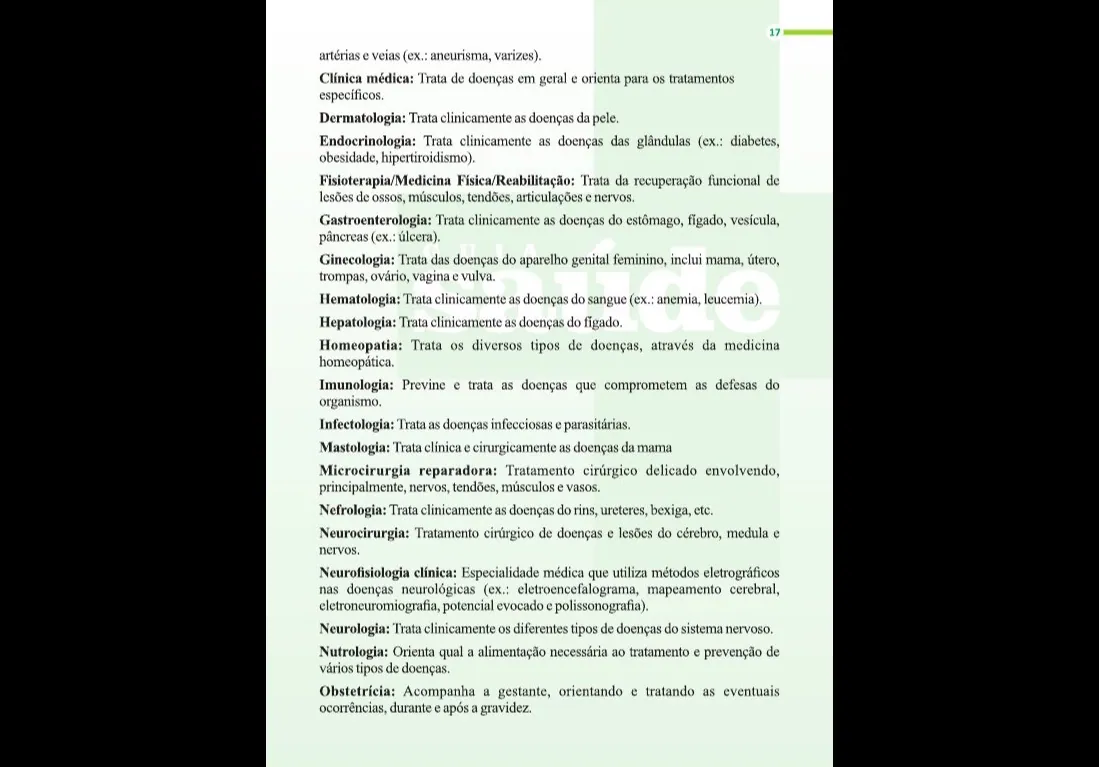 17
artérias e veias (ex.: aneurisma, varizes).
Clínica médica: Trata de doenças em geral e orienta para os tratamentos
específicos.
Dermatologia: Trata clinicamente as doenças da pele.
Endocrinologia: Trata clinicamente as doenças das glândulas (ex.: diabetes,
obesidade, hipertiroidismo).
Fisioterapia/Medicina Física/Reabilitação: Trata da recuperação funcional de
lesões de ossos, músculos, tendões, articulações e nervos.
Gastroenterologia: Trata clinicamente as doenças do estômago, fígado, vesícula,
pâncreas (ex.: úlcera).
Ginecologia: Trata das doenças do aparelho genital feminino, inclui mama, útero,
trompas, ovário, vagina e vulva.
Hematologia: Trata clinicamente as doenças do sangue (ex.: anemia, leucemia).
saúde
Hepatologia: Trata clinicamente as doenças do fígado.
Homeopatia: Trata os diversos tipos de doenças, através da medicina
homeopática.
Imunologia: Previne e trata as doenças que comprometem as defesas do
organismo.
Infectologia: Trata as doenças infecciosas e parasitárias.
Mastologia: Trata clínica e cirurgicamente as doenças da mama
Microcirurgia reparadora: Tratamento cirúrgico delicado envolvendo,
principalmente, nervos, tendões, músculos e vasos.
Nefrologia: Trata clinicamente as doenças do rins, ureteres, bexiga, etc.
Neurocirurgia: Tratamento cirúrgico de doenças e lesões do cérebro, medula e
nervos.
Neurofisiologia clínica: Especialidade médica que utiliza métodos eletrográficos
nas doenças neurológicas (ex.: eletroencefalograma, mapeamento cerebral,
eletroneuromiografia, potencial evocado e polissonografia).
Neurologia: Trata clinicamente os diferentes tipos de doenças do sistema nervoso.
Nutrologia: Orienta qual a alimentação necessária ao tratamento e prevenção de
vários tipos de doenças.
Obstetrícia: Acompanha a gestante, orientando e tratando as eventuais
ocorrências, durante e após a gravidez.